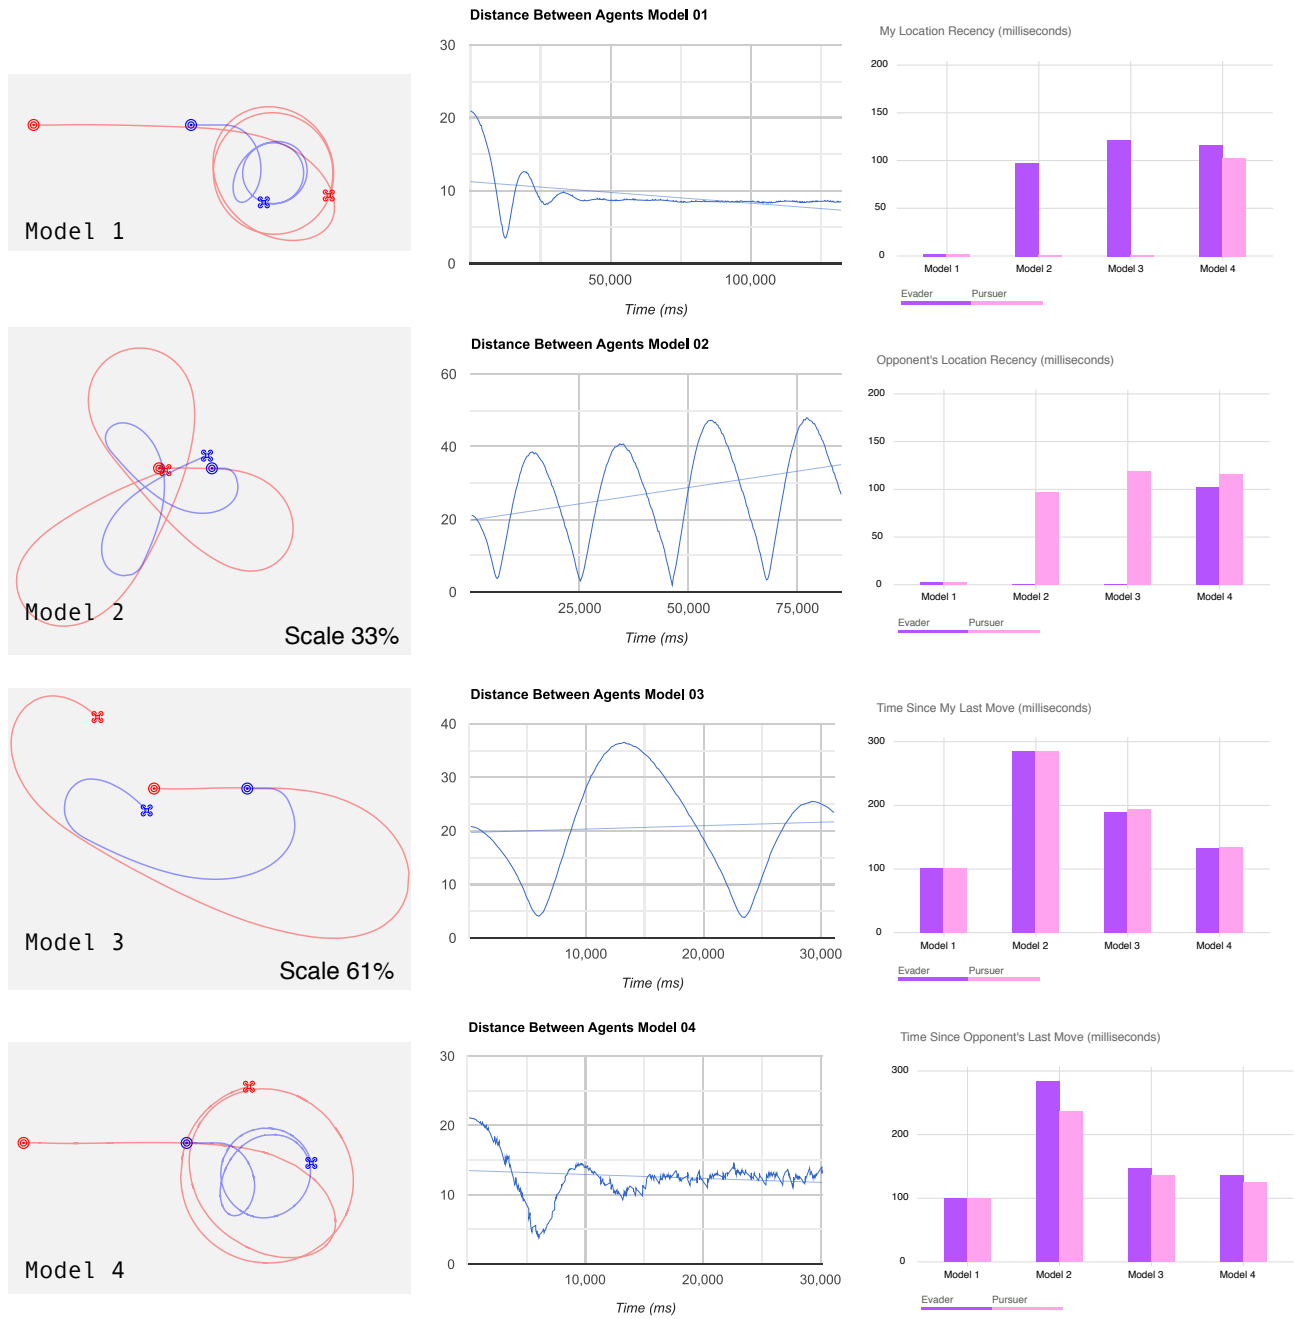 Model 1
Distance Between Agents Model 01
30
20
10
0
50,000
100,000
Time (ms)
My Location Recency (milliseconds)
200
150
100
50
0
Model 1
Model 2
Model 3
Model 4
Evader
Pursuer
Model 2
Scale 33%
Distance Between Agents Model 02
60
40
20
0
25,000
50,000
75,000
Time (ms)
Opponent's Location Recency (milliseconds)
200
150
100
50
0
Model 1
Model 2
Model 3
Model 4
Evader
Pursuer
Model 3
Scale 61%
Distance Between Agents Model 03
40
30
20
10
0
10,000
20,000
30,000
Time (ms)
Time Since My Last Move (milliseconds)
300
200
100
0
Model 1
Model 2
Model 3
Model 4
Evader
Pursuer
Model 4
Distance Between Agents Model 04
30
20
10
0
10,000
20,000
30,000
Time (ms)
Time Since Opponent's Last Move (milliseconds)
300
200
100
0
Model 1
Model 2
Model 3
Model 4
Evader
Pursuer